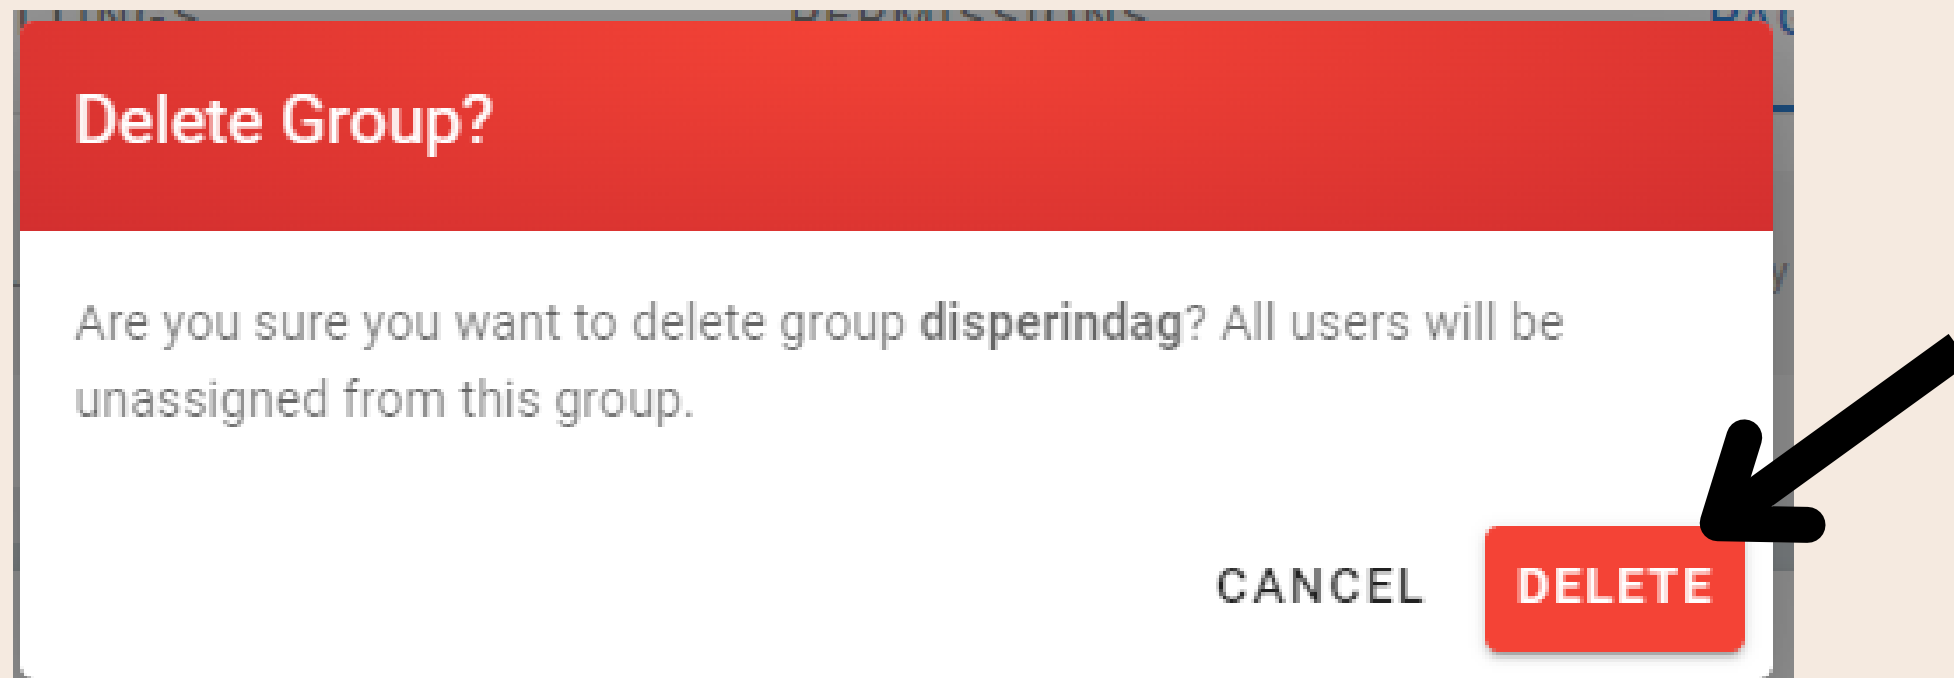 PERMISSIONS
Delete Group?
Are you sure you want to delete group disperindag? All users will be
unassigned from this group.
CANCEL
DELETE